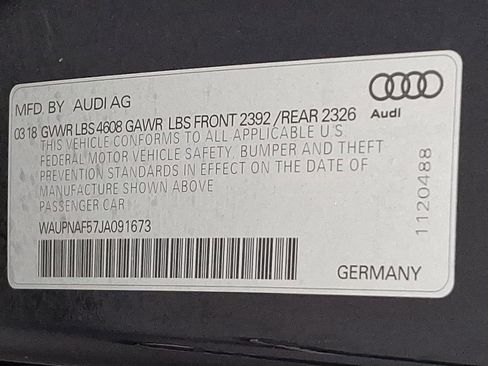 MFD. BY AUDI AG
03 18 GVWR LBS 4608 GAWR LBS FRONT 2392 /REAR 2326
THIS VEHICLE CONFORMS TO ALL APPLICABLE U.S.
FEDERAL MOTOR VEHICLE SAFETY, BUMPER AND THEFT
PREVENTION STANDARDS IN EFFECT ON THE DATE OF
MANUFACTURE SHOWN ABOVE
PASSENGER CAR
WAUPNAF57JA091673
GERMANY
Audi
1120488